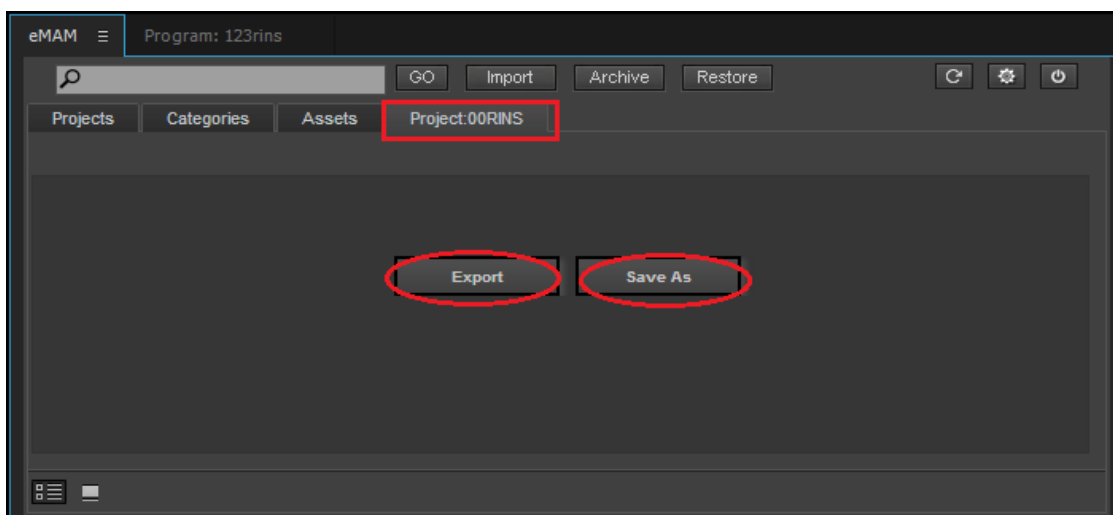 eMAM Program: 123rins
GO Import Archive Restore
Projects Categories Assets Project:00RINS
Export Save As